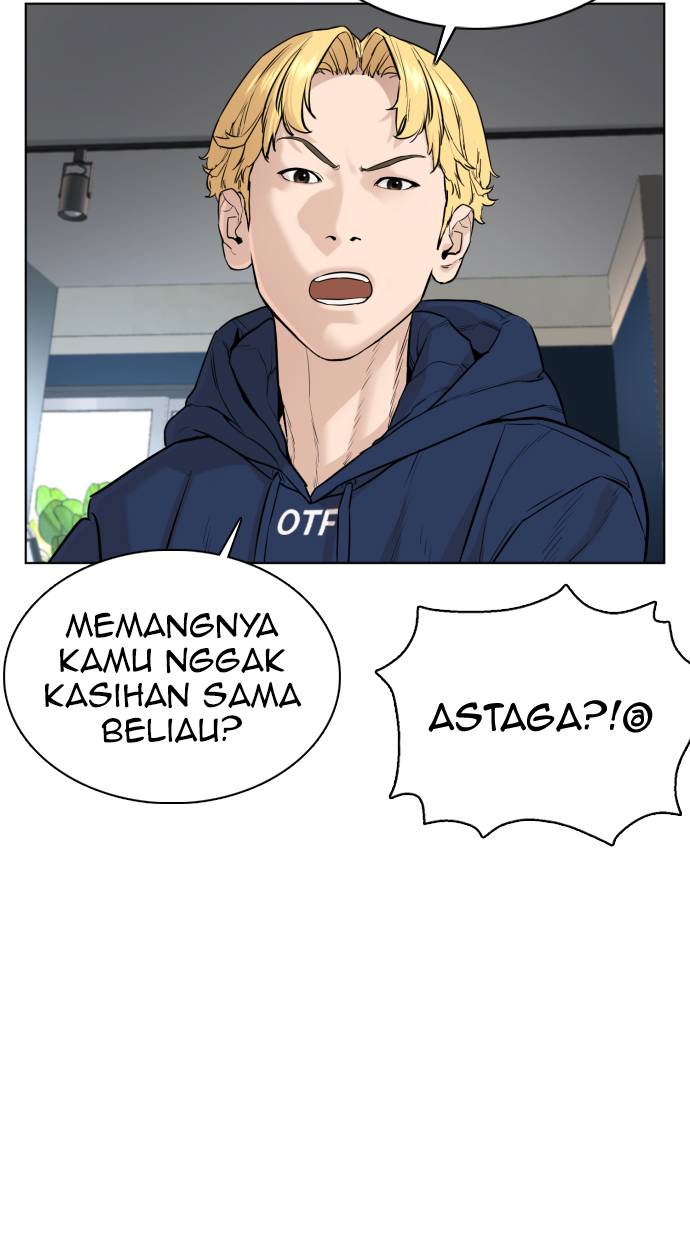 OTF
MEMANGNYA
KAMU NGGAK
KASIHAN SAMA
BELIAU?
ASTAGA?!@